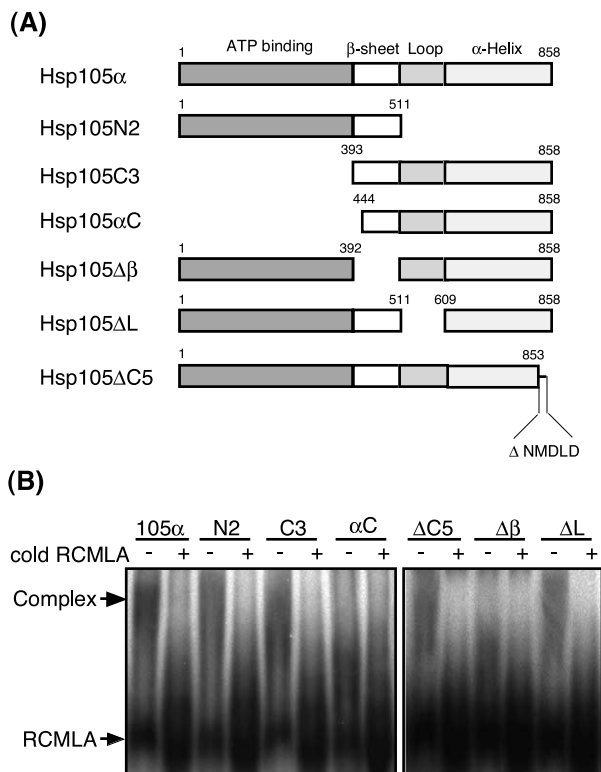 (A)
1 ATP binding β-sheet Loop α-Helix 858
Hsp105α
1 511
Hsp105N2
393 858
Hsp105C3
444 858
Hsp105αC
1 392 858
Hsp105Δβ
1 511 609 858
Hsp105ΔL
1 853
Hsp105ΔC5
Δ NMDLD
(B)
105α N2 C3 αC ΔC5 Δβ ΔL
cold RCMLA - + - + - + - + - + - + - +
Complex
RCMLA